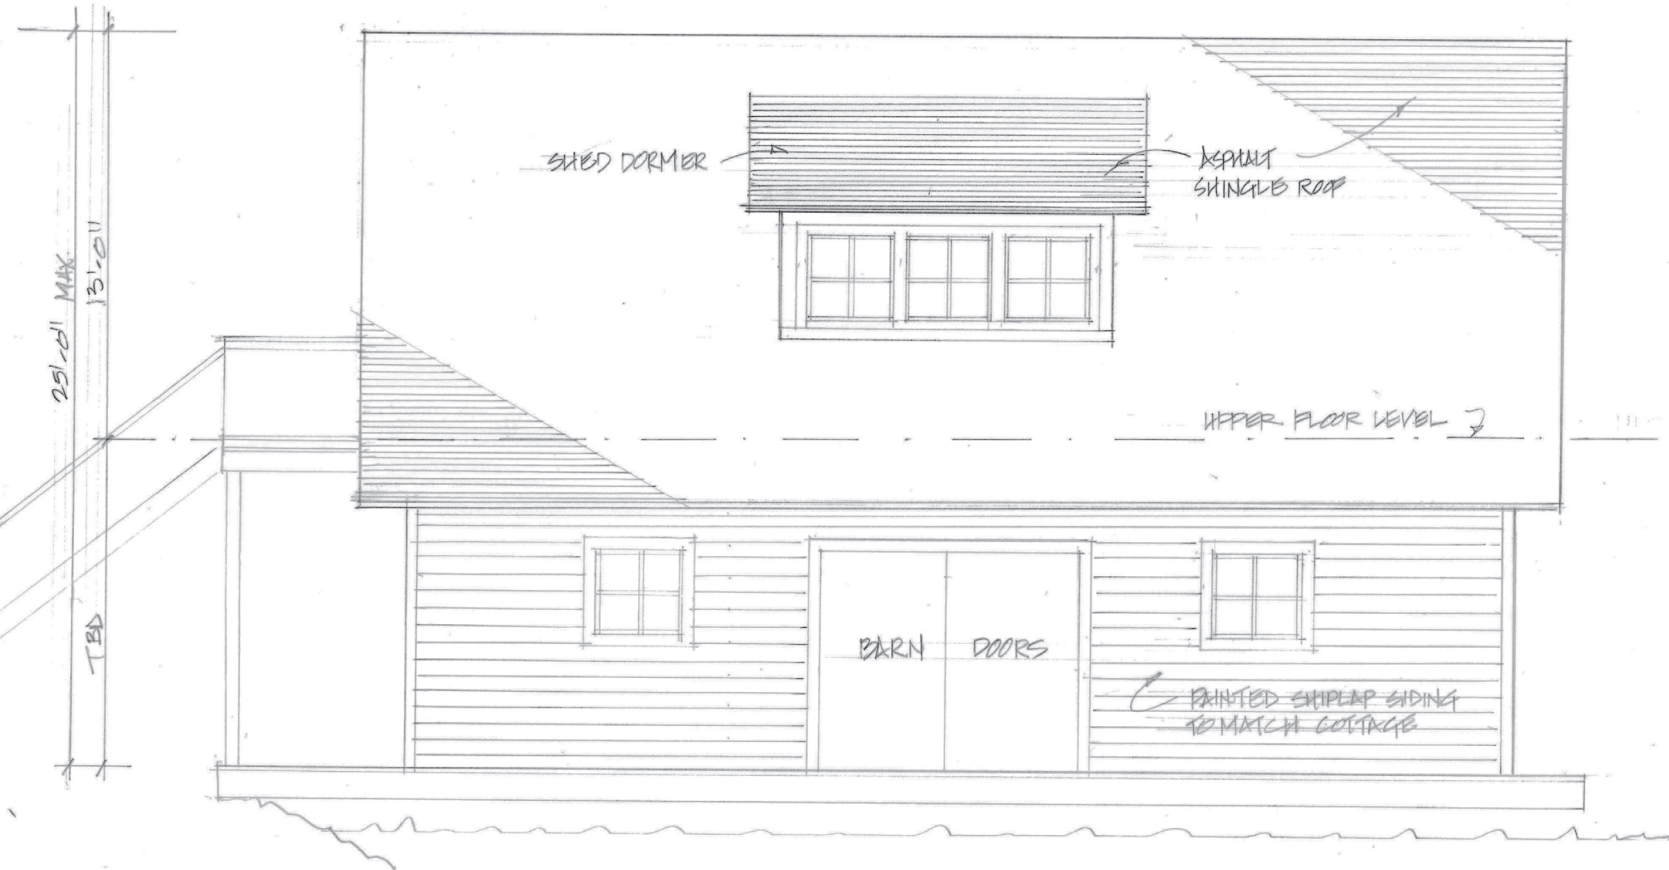 SHED DORMER
ASPHALT
SHINGLE ROOF
25'-0" MAX.
13'-0"
UPPER FLOOR LEVEL
TBD
BARN DOORS
PAINTED SHIPLAP SIDING
TO MATCH COTTAGE